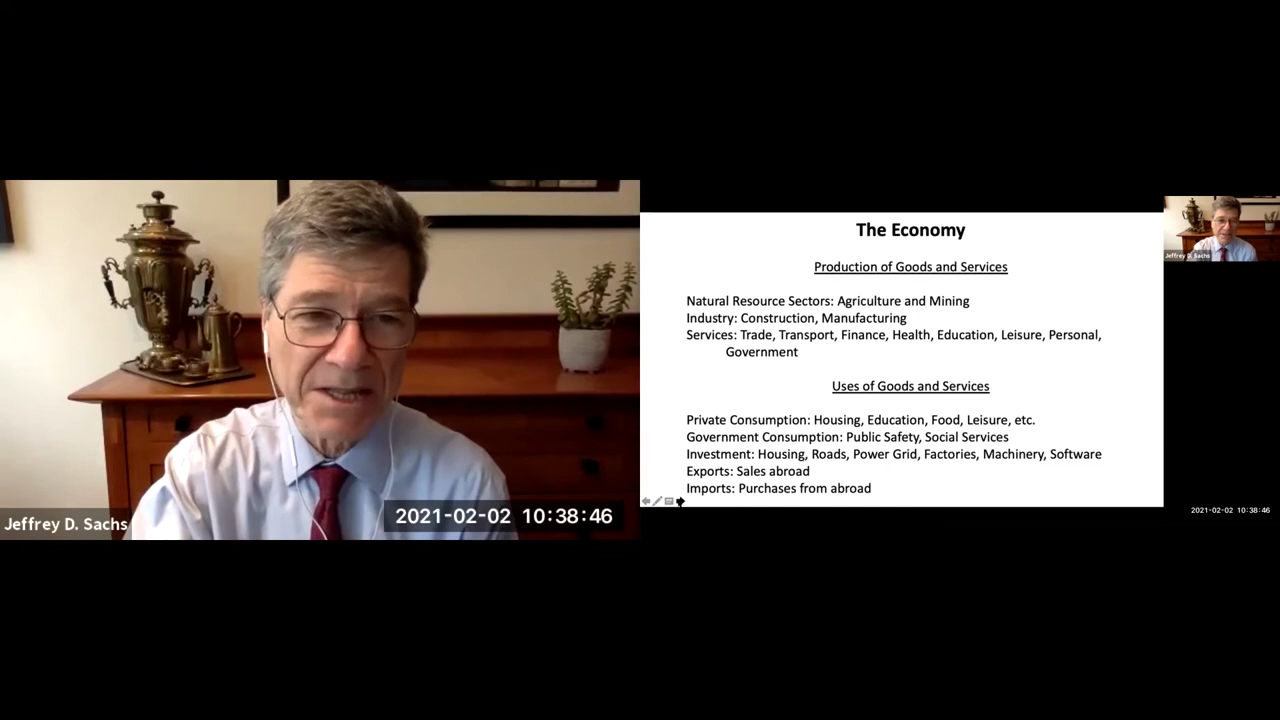 Jeffrey D. Sachs
2021-02-02 10:38:46
The Economy
Production of Goods and Services
Natural Resource Sectors: Agriculture and Mining
Industry: Construction, Manufacturing
Services: Trade, Transport, Finance, Health, Education, Leisure, Personal,
Government
Uses of Goods and Services
Private Consumption: Housing, Education, Food, Leisure, etc.
Government Consumption: Public Safety, Social Services
Investment: Housing, Roads, Power Grid, Factories, Machinery, Software
Exports: Sales abroad
Imports: Purchases from abroad
Jeffrey D. Sachs
2021-02-02 10:38:46